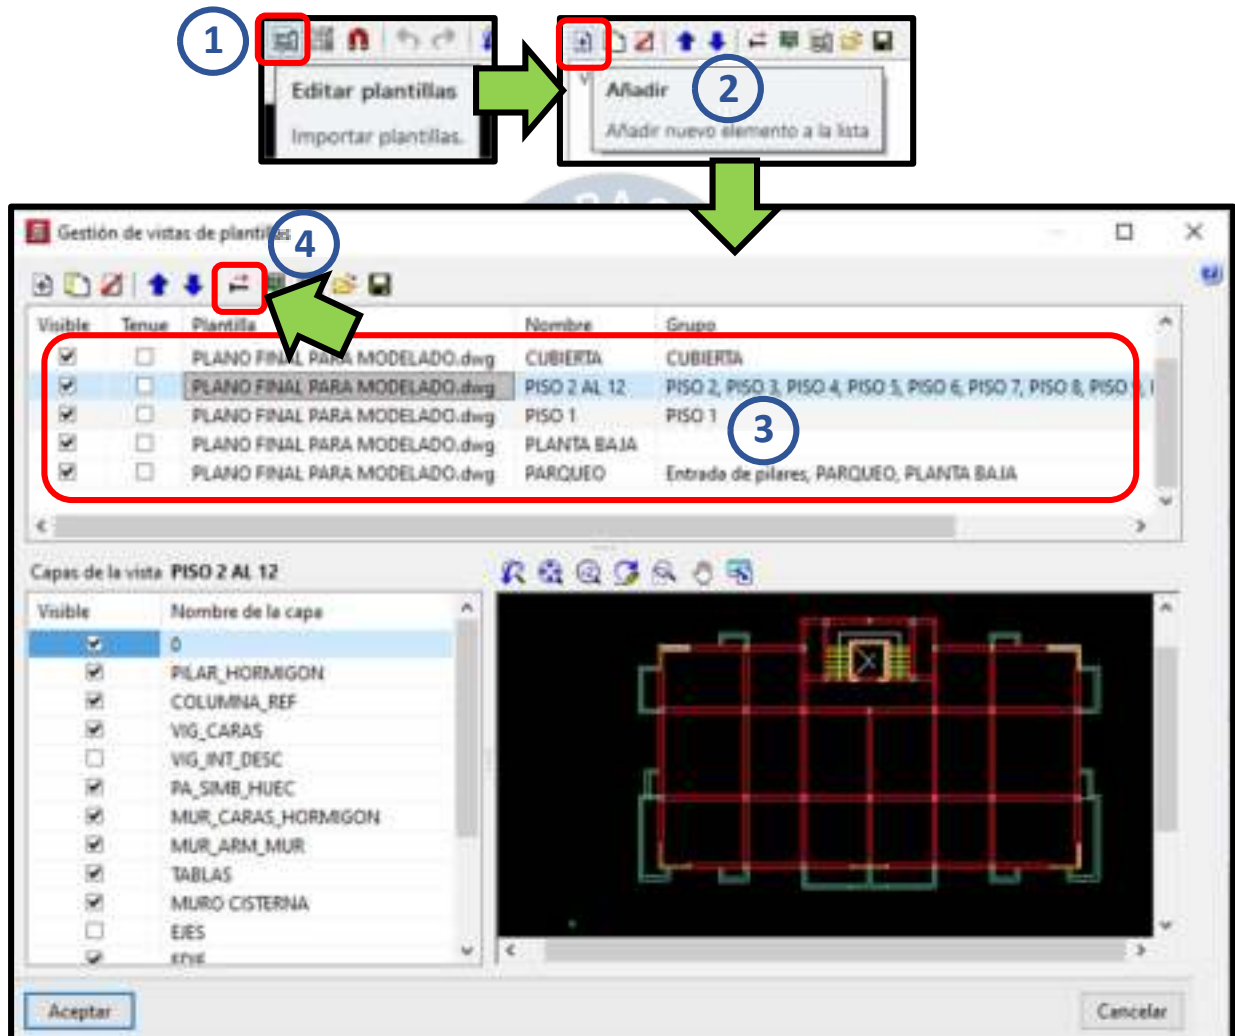 1
Editar plantillas
Importar plantillas.
2
Añadir
Añadir nuevo elemento a la lista
Gestión de vistas de plantillas
4
Visible Tenue Plantilla Nombre Grupo
PLANO FINAL PARA MODELADO.dwg CUBIERTA CUBIERTA
PLANO FINAL PARA MODELADO.dwg PISO 2 AL 12 PISO 2, PISO 3, PISO 4, PISO 5, PISO 6, PISO 7, PISO 8, PISO 9,
PLANO FINAL PARA MODELADO.dwg PISO 1 PISO 1
3
PLANO FINAL PARA MODELADO.dwg PLANTA BAJA
PLANO FINAL PARA MODELADO.dwg PARQUEO Entrada de pilares, PARQUEO, PLANTA BAJA
Capas de la vista PISO 2 AL 12
Visible Nombre de la capa
0
PILAR_HORMIGON
COLUMNA_REF
VIG_CARAS
VIG_INT_DESC
PA_SIMB_HUEC
MUR_CARAS_HORMIGON
MUR_ARM_MUR
TABLAS
MURO CISTERNA
EJES
Aceptar Cancelar